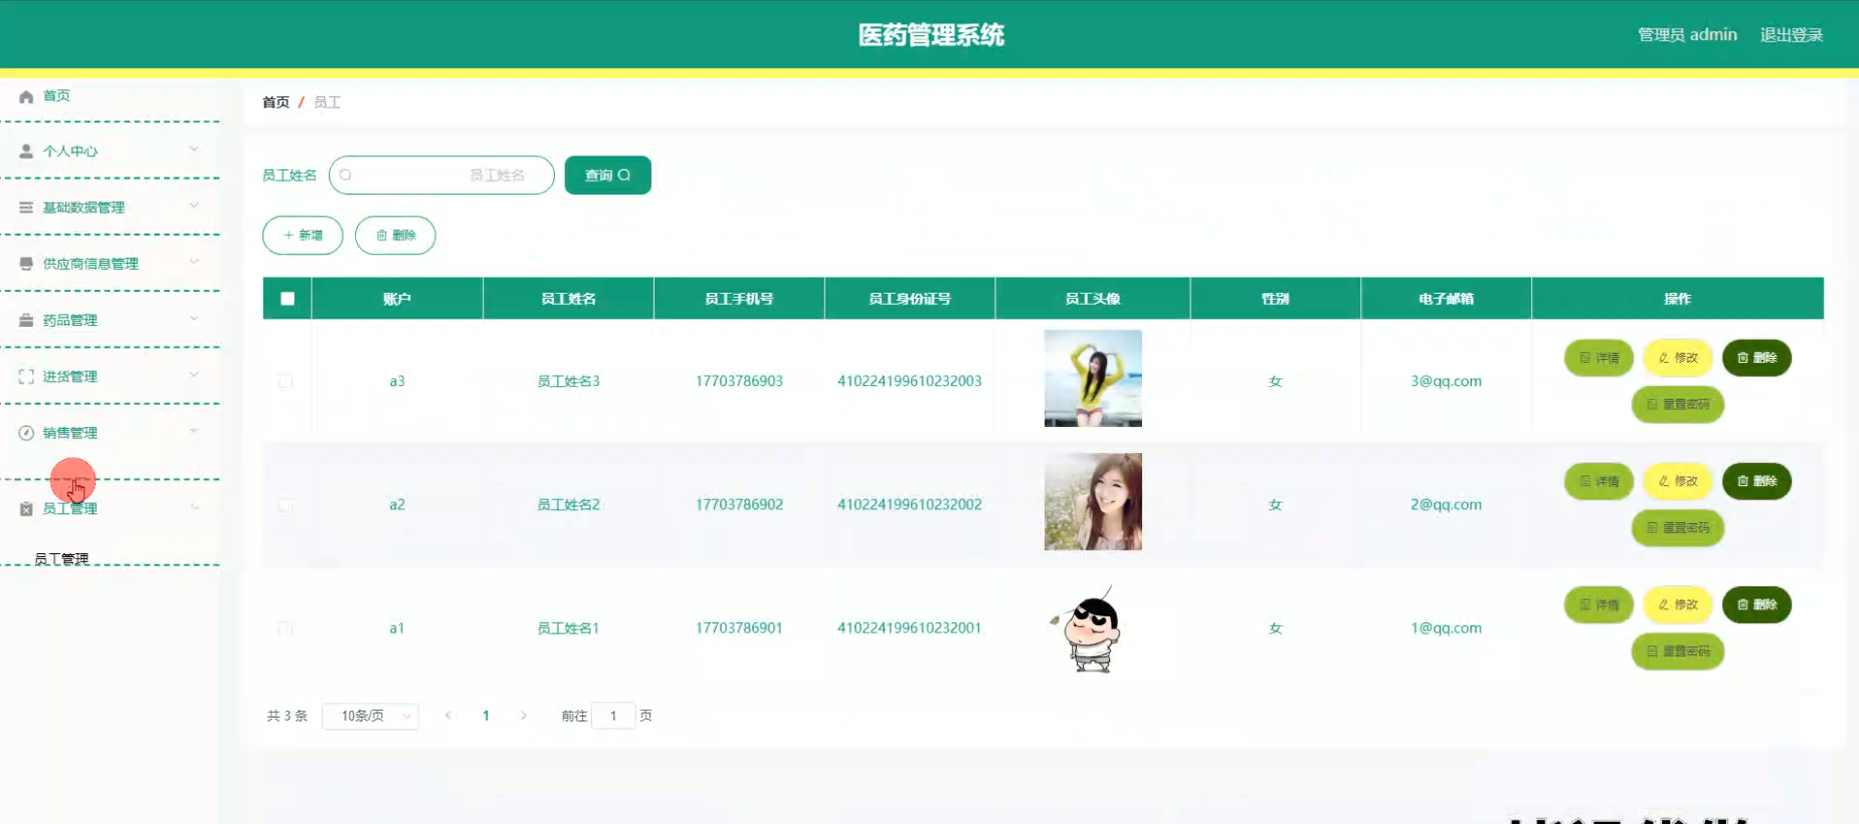 医药管理系统
管理员 admin 退出登录
首页
个人中心
基础数据管理
供应商信息管理
药品管理
进货管理
销售管理
员工管理
员工管理
首页 / 员工
员工姓名 员工姓名 查询
+ 新增 删除
账户 员工姓名 员工手机号 员工身份证号 员工头像 性别 电子邮箱 操作
a3 员工姓名3 17703786903 410224199610232003 女 3@qq.com 详情 修改 删除
重置密码
a2 员工姓名2 17703786902 410224199610232002 女 2@qq.com 详情 修改 删除
重置密码
a1 员工姓名1 17703786901 410224199610232001 女 1@qq.com 详情 修改 删除
重置密码
共 3 条 10条/页 < 1 > 前往 1 页